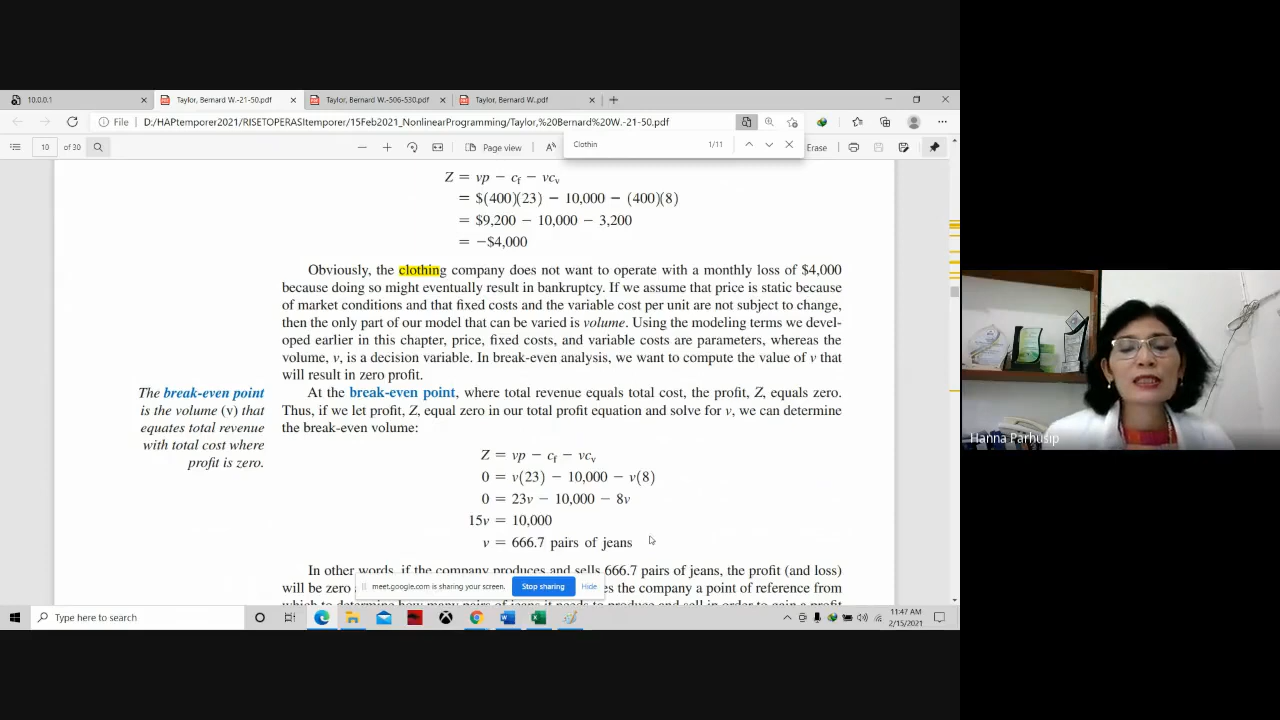 10.0.0.1
Taylor, Bernard W.-21-50.pdf
Taylor, Bernard W.-506-530.pdf
Taylor, Bernard W..pdf
File
D:/HAPtemporer2021/RISETOPERASItemporer/15Feb2021_NonlinearProgramming/Taylor,%20Bernard%20W.-21-50.pdf
10 of 30
Page view
Clothin
1/11
Erase
Z = vp − cf − vcv
= $(400)(23) − 10,000 − (400)(8)
= $9,200 − 10,000 − 3,200
= −$4,000
Obviously, the clothing company does not want to operate with a monthly loss of $4,000
because doing so might eventually result in bankruptcy. If we assume that price is static because
of market conditions and that fixed costs and the variable cost per unit are not subject to change,
then the only part of our model that can be varied is volume. Using the modeling terms we devel-
oped earlier in this chapter, price, fixed costs, and variable costs are parameters, whereas the
volume, v, is a decision variable. In break-even analysis, we want to compute the value of v that
will result in zero profit.
The break-even point
is the volume (v) that
equates total revenue
with total cost where
profit is zero.
At the break-even point, where total revenue equals total cost, the profit, Z, equals zero.
Thus, if we let profit, Z, equal zero in our total profit equation and solve for v, we can determine
the break-even volume:
Z = vp − cf − vcv
0 = v(23) − 10,000 − v(8)
0 = 23v − 10,000 − 8v
15v = 10,000
v = 666.7 pairs of jeans
In other words, if the company produces and sells 666.7 pairs of jeans, the profit (and loss)
will be zero
es the company a point of reference from
meet.google.com is sharing your screen.
Stop sharing
Hide
Type here to search
11:47 AM
2/15/2021
Hanna Parhusip